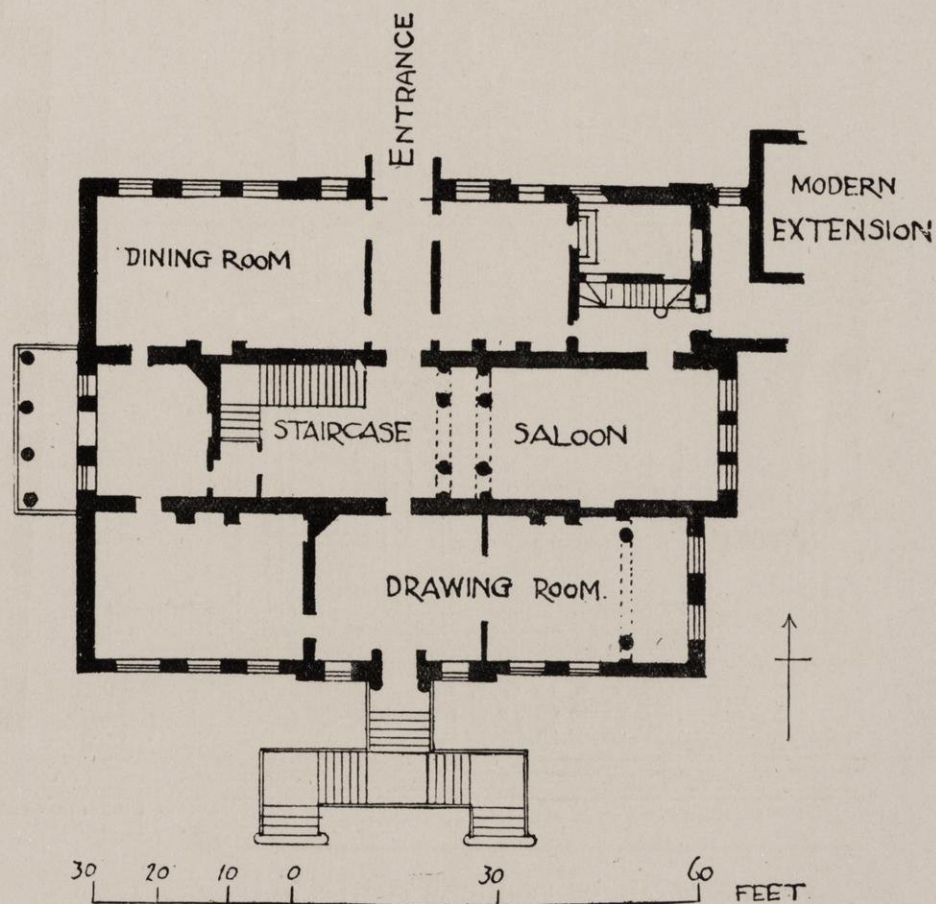 ENTRANCE
MODERN
EXTENSION
DINING ROOM
STAIRCASE
SALOON
DRAWING ROOM.
30 20 10 0 30 60 FEET